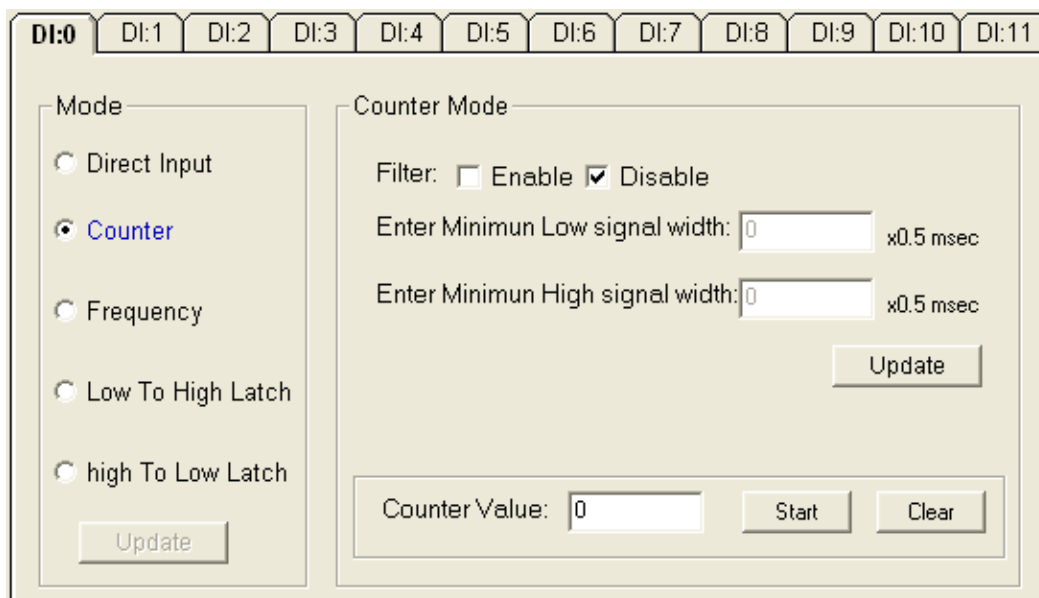 DI:0 DI:1 DI:2 DI:3 DI:4 DI:5 DI:6 DI:7 DI:8 DI:9 DI:10 DI:11
Mode
Direct Input
Counter
Frequency
Low To High Latch
high To Low Latch
Update
Counter Mode
Filter: Enable Disable
Enter Minimun Low signal width: 0 x0.5 msec
Enter Minimun High signal width: 0 x0.5 msec
Update
Counter Value: 0 Start Clear